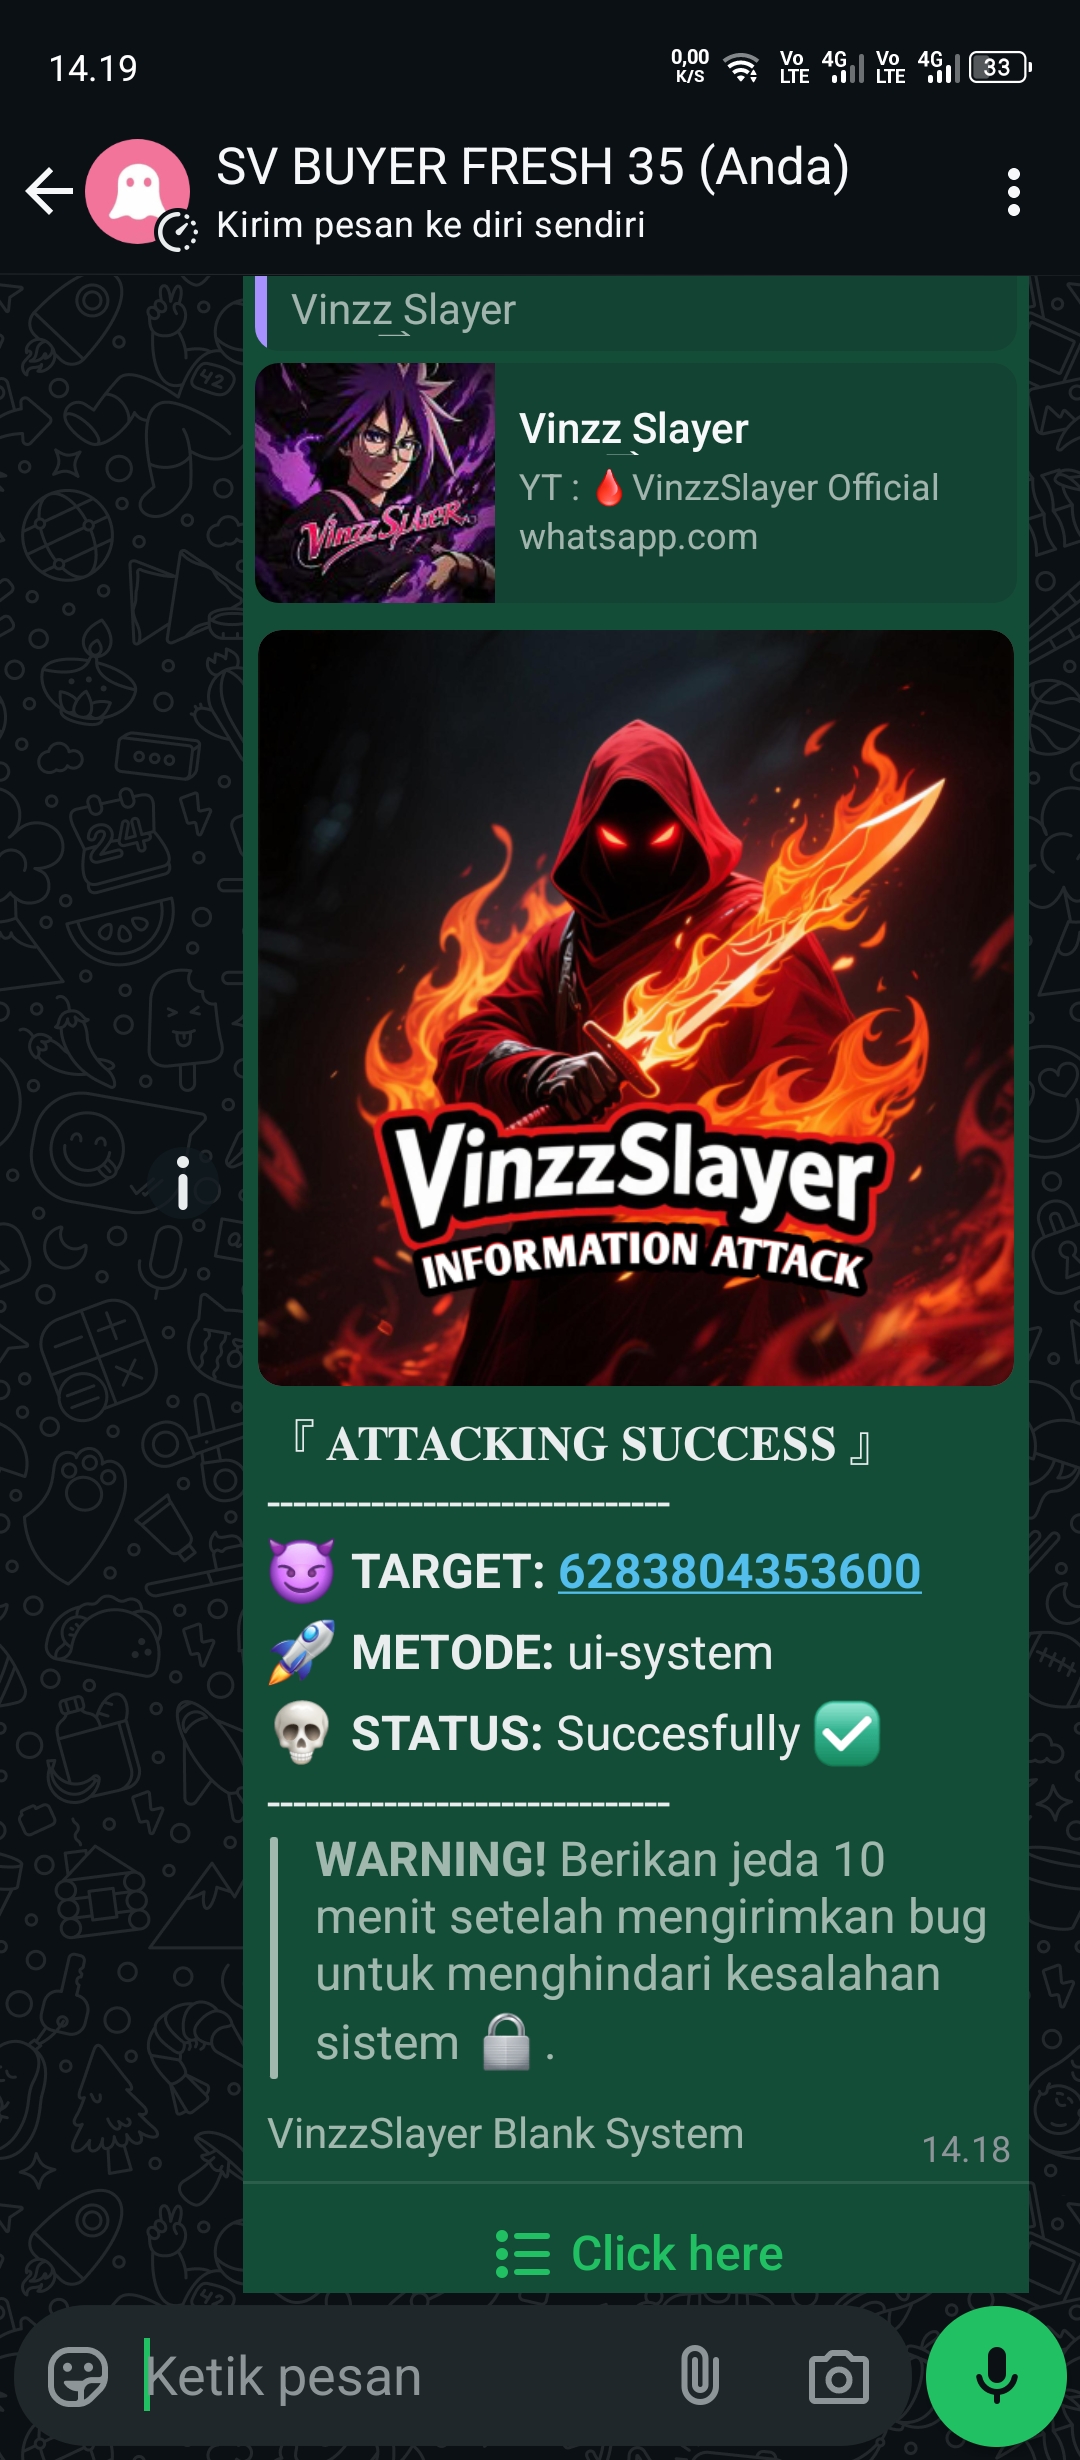 14.19
0,00
K/S
Vo
LTE
4G
Vo
LTE
4G
33
SV BUYER FRESH 35 (Anda)
Kirim pesan ke diri sendiri
Vinzz Slayer
Vinzz Slayer
YT : 🩸VinzzSlayer Official
whatsapp.com
VinzzSlayer
VinzzSlayer
INFORMATION ATTACK
『 𝐀𝐓𝐓𝐀𝐂𝐊𝐈𝐍𝐆 𝐒𝐔𝐂𝐂𝐄𝐒𝐒 』
-------------------------------
😈 TARGET: 6283804353600
🚀 METODE: ui-system
💀 STATUS: Succesfully ✅
-------------------------------
WARNING! Berikan jeda 10
menit setelah mengirimkan bug
untuk menghindari kesalahan
sistem 🔒 .
VinzzSlayer Blank System
14.18
Click here
Ketik pesan